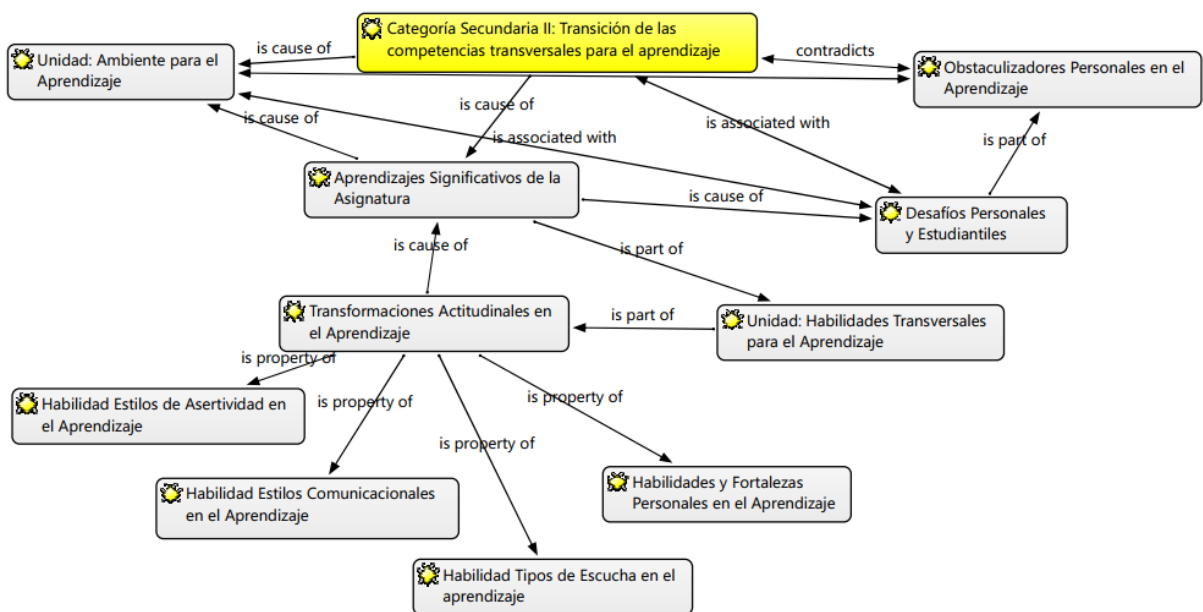 Categoría Secundaria II: Transición de las
competencias transversales para el aprendizaje
is cause of
contradicts
Unidad: Ambiente para el
Aprendizaje
Obstaculizadores Personales en el
Aprendizaje
is cause of
is cause of
is associated with
is associated with
is part of
Aprendizajes Significativos de la
Asignatura
is cause of
Desafíos Personales
y Estudiantiles
is cause of
is part of
Transformaciones Actitudinales en
el Aprendizaje
is part of
Unidad: Habilidades Transversales
para el Aprendizaje
is property of
is property of
is property of
is property of
Habilidad Estilos de Asertividad en
el Aprendizaje
Habilidad Estilos Comunicacionales
en el Aprendizaje
Habilidades y Fortalezas
Personales en el Aprendizaje
Habilidad Tipos de Escucha en el
aprendizaje